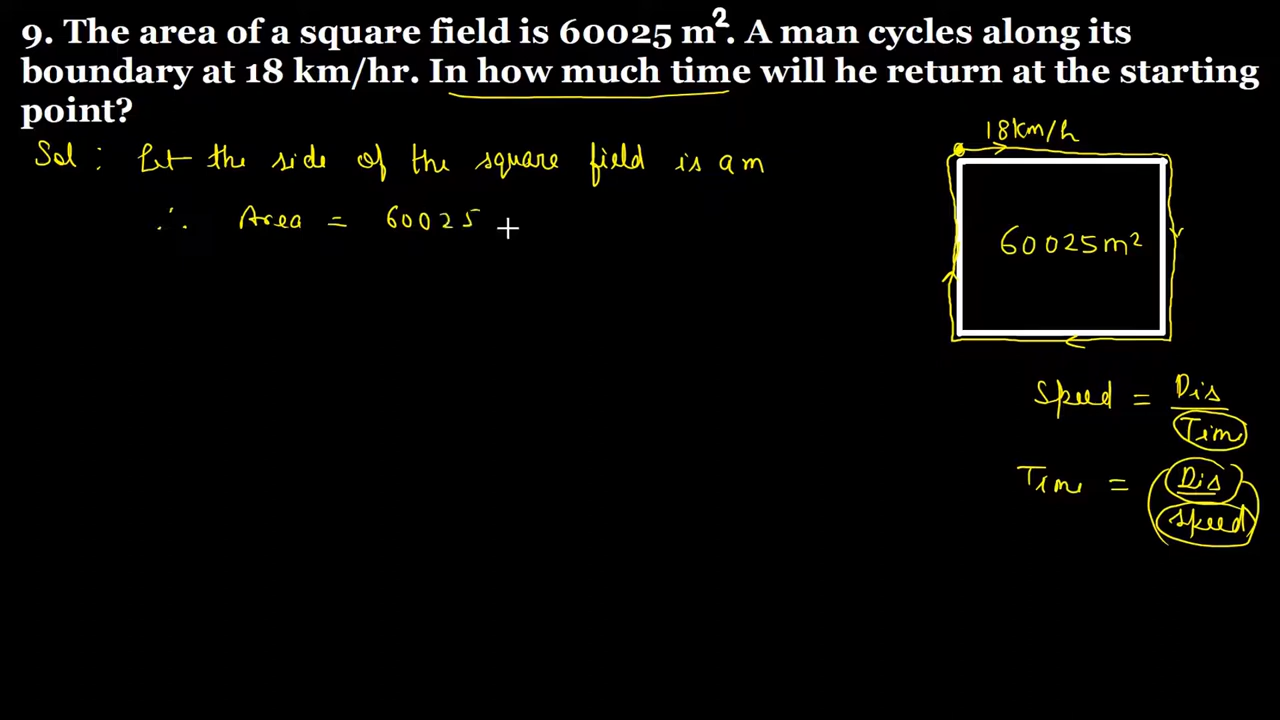 9. The area of a square field is 60025 m². A man cycles along its
boundary at 18 km/hr. In how much time will he return at the starting
point?
18km/h
Sol : Let the side of the square field is a m
∴ Area = 60025
60025m²
Speed = Dis
Tim
Tim = Dis
speed